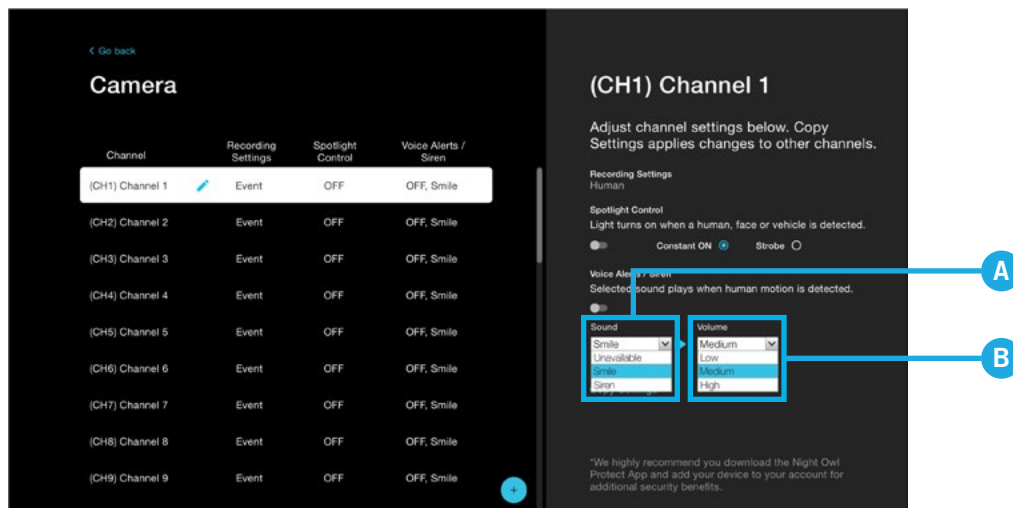 < Go back
Camera
Channel Recording Settings Spotlight Control Voice Alerts / Siren
(CH1) Channel 1 Event OFF OFF, Smile
(CH2) Channel 2 Event OFF OFF, Smile
(CH3) Channel 3 Event OFF OFF, Smile
(CH4) Channel 4 Event OFF OFF, Smile
(CH5) Channel 5 Event OFF OFF, Smile
(CH6) Channel 6 Event OFF OFF, Smile
(CH7) Channel 7 Event OFF OFF, Smile
(CH8) Channel 8 Event OFF OFF, Smile
(CH9) Channel 9 Event OFF OFF, Smile
+
(CH1) Channel 1
Adjust channel settings below. Copy
Settings applies changes to other channels.
Recording Settings
Human
Spotlight Control
Light turns on when a human, face or vehicle is detected.
Constant ON Strobe
Voice Alerts / Siren
Selected sound plays when human motion is detected.
Sound Volume
Smile Medium
Unavailable Low
Smile Medium
Siren High
*We highly recommend you download the Night Owl
Protect App and add your device to your account for
additional security benefits.
A
B